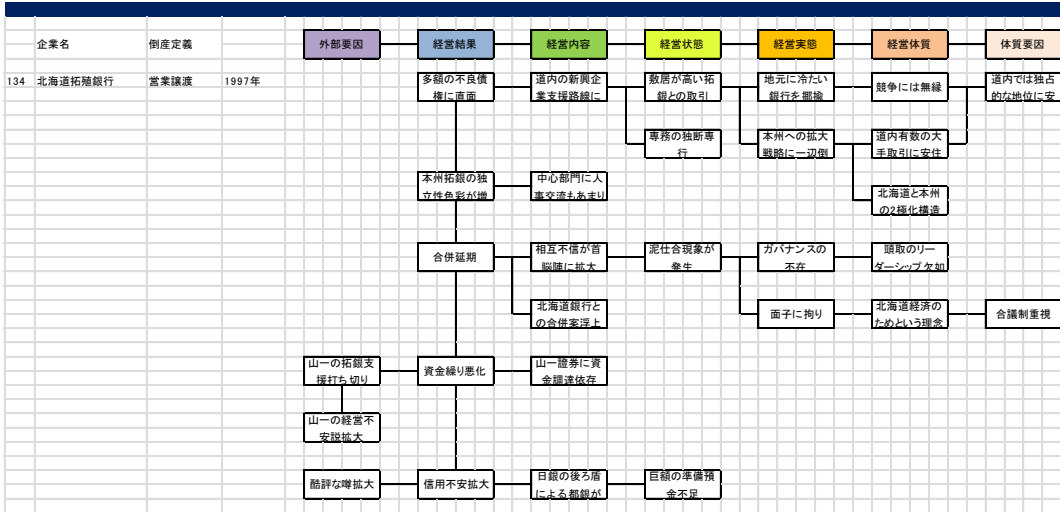 企業名 倒産定義 外部要因 経営結果 経営内容 経営状態 経営実態 経営体質 体質要因
134 北海道拓殖銀行 営業譲渡 1997年
多額の不良債
権に直面
道内の新興企
業支援路線に
敷居が高い拓
銀との取引
地元に冷たい
銀行を揶揄
競争には無縁
道内では独占
的な地位に安
専務の独断専
行
本州への拡大
戦略に一辺倒
道内有数の大
手取引に安住
本州拓銀の独
立性色彩が増
中心部門に人
事交流もあまり
北海道と本州
の2極化構造
合併延期
相互不信が首
脳陣に拡大
泥仕合現象が
発生
ガバナンスの
不在
頭取のリー
ダーシップ欠如
北海道銀行と
の合併案浮上
面子に拘り
北海道経済の
ためという理念
合議制重視
山一の拓銀支
援打ち切り
資金繰り悪化
山一證券に資
金調達依存
山一の経営不
安説拡大
酷評な噂拡大
信用不安拡大
日銀の後ろ盾
による都銀が
巨額の準備預
金不足